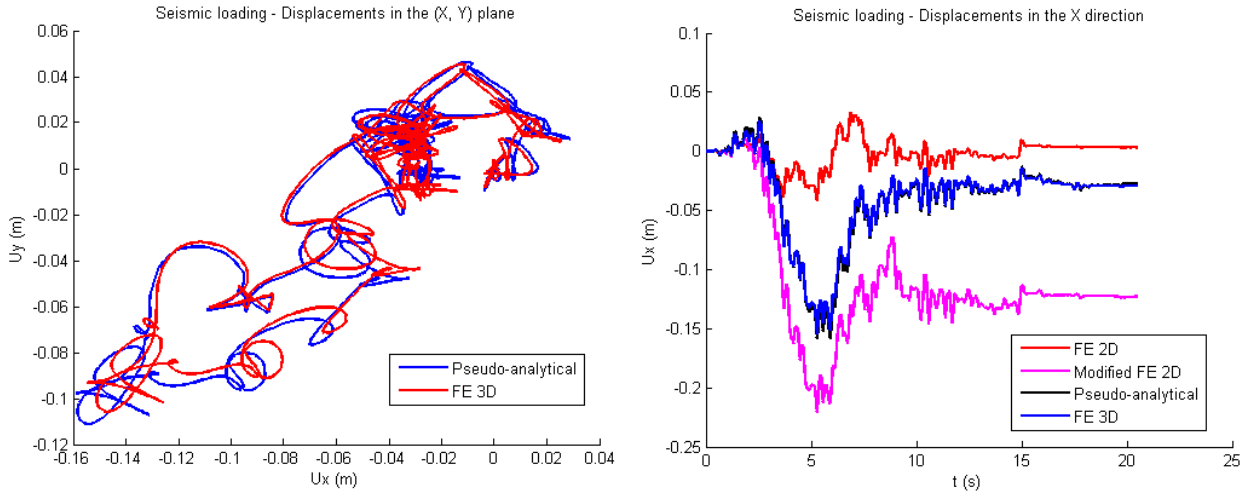 Seismic loading - Displacements in the (X, Y) plane
0.06
0.04
0.02
0
-0.02
-0.04
-0.06
-0.08
-0.1
-0.12
Uy (m)
-0.16
-0.14
-0.12
-0.1
-0.08
-0.06
-0.04
-0.02
0
0.02
0.04
Ux (m)
Pseudo-analytical
FE 3D
Seismic loading - Displacements in the X direction
0.1
0.05
0
-0.05
-0.1
-0.15
-0.2
-0.25
Ux (m)
0
5
10
15
20
25
t (s)
FE 2D
Modified FE 2D
Pseudo-analytical
FE 3D